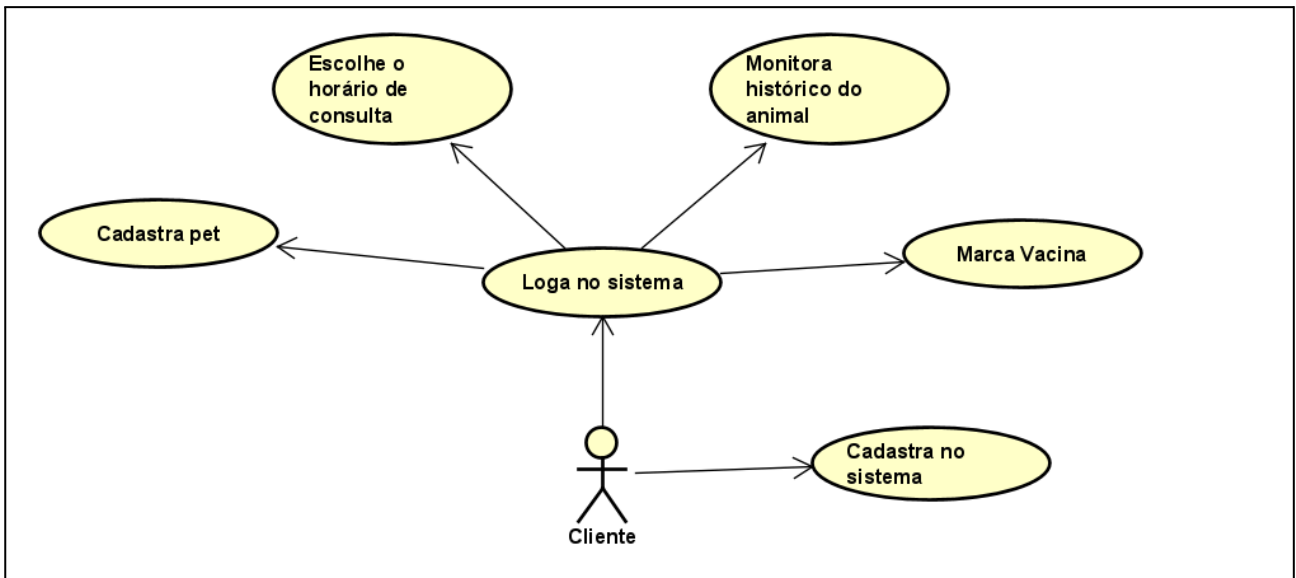 Escolhe o
horário de
consulta
Monitora
histórico do
animal
Cadastra pet
Marca Vacina
Loga no sistema
Cadastra no
sistema
Cliente